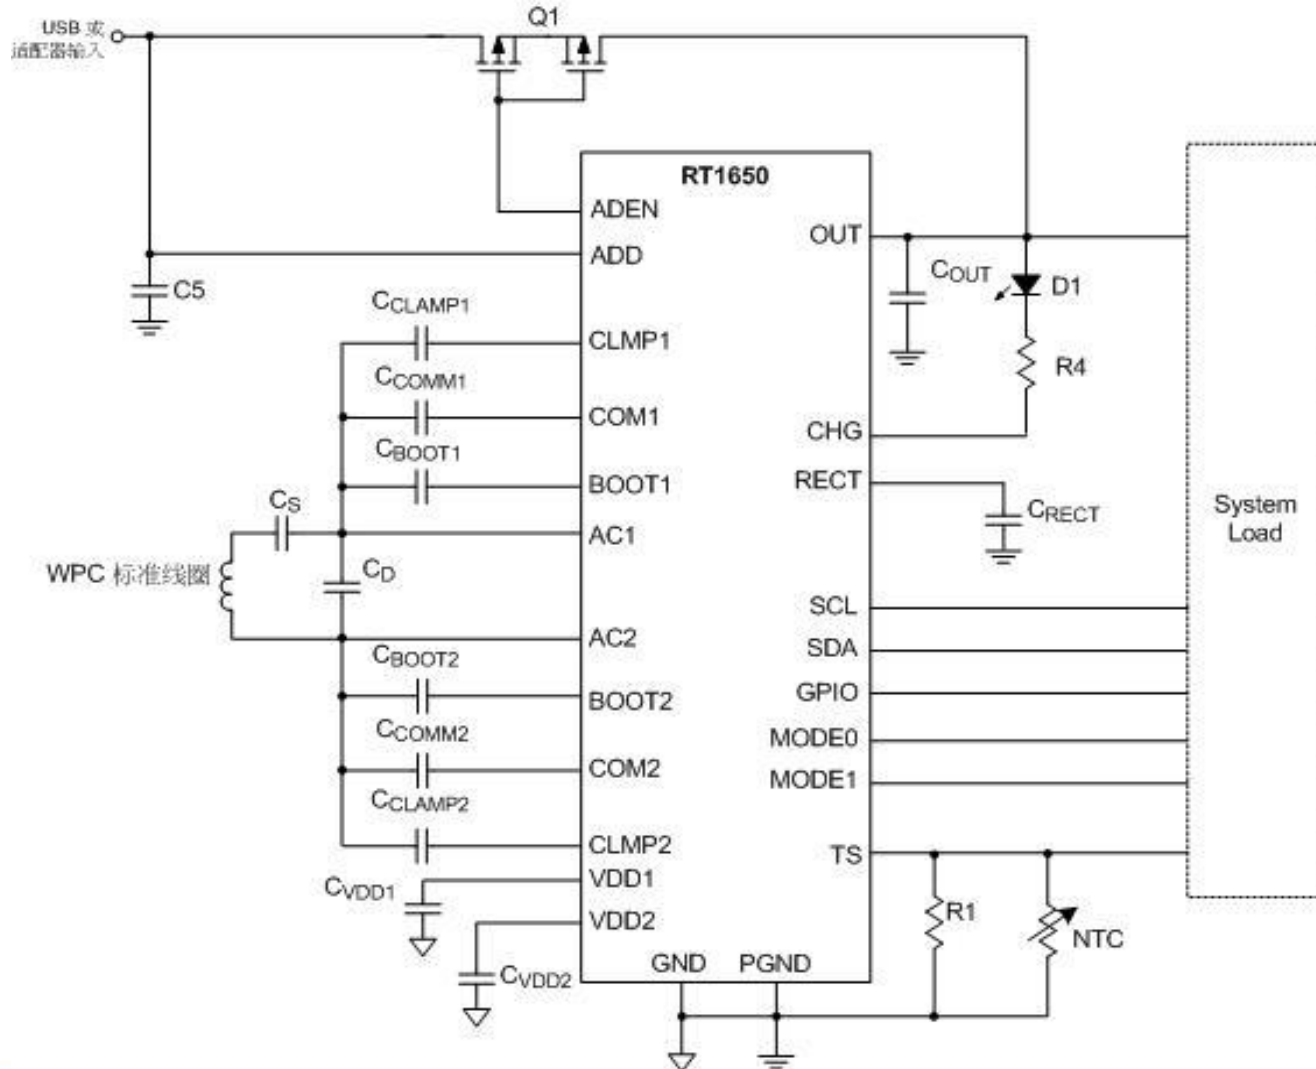 USB 或
适配器输入
Q1
RT1650
ADEN
ADD
C5
CCLAMP1
CLMP1
CCOMM1
COM1
CBOOT1
BOOT1
CS
AC1
WPC 标准线圈
CD
AC2
CBOOT2
BOOT2
CCOMM2
COM2
CCLAMP2
CLMP2
CVDD1
VDD1
VDD2
CVDD2
GND
PGND
OUT
COUT
D1
R4
CHG
RECT
CRECT
SCL
SDA
GPIO
MODE0
MODE1
TS
R1
NTC
System
Load